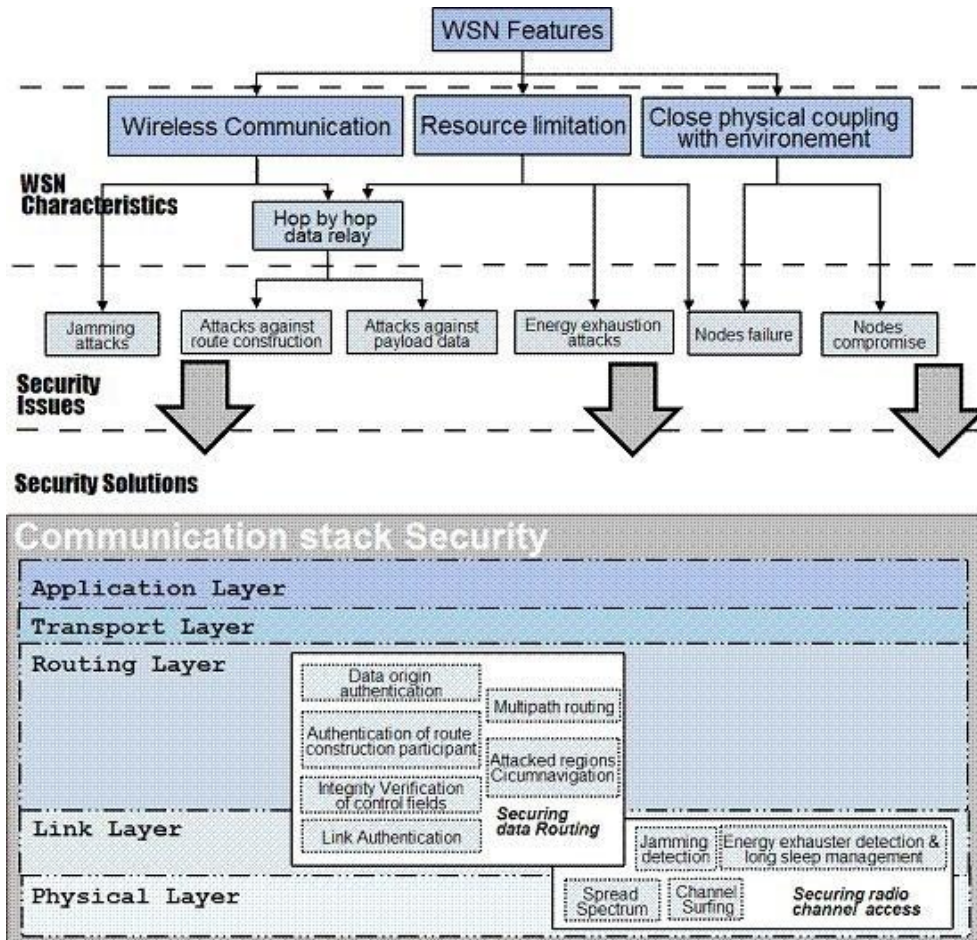 WSN Features
Wireless Communication
Resource limitation
Close physical coupling
with environement
WSN
Characteristics
Hop by hop
data relay
Jamming
attacks
Attacks against
route construction
Attacks against
payload data
Energy exhaustion
attacks
Nodes failure
Nodes
compromise
Security
Issues
Security Solutions
Communication stack Security
Application Layer
Transport Layer
Routing Layer
Data origin
authentication
Multipath routing
Authentication of route
construction participant
Attacked regions
Cicumnavigation
Integrity Verification
of control fields
Securing
data Routing
Link Authentication
Link Layer
Jamming
detection
Energy exhauster detection &
long sleep management
Physical Layer
Spread
Spectrum
Channel
Surfing
Securing radio
channel access